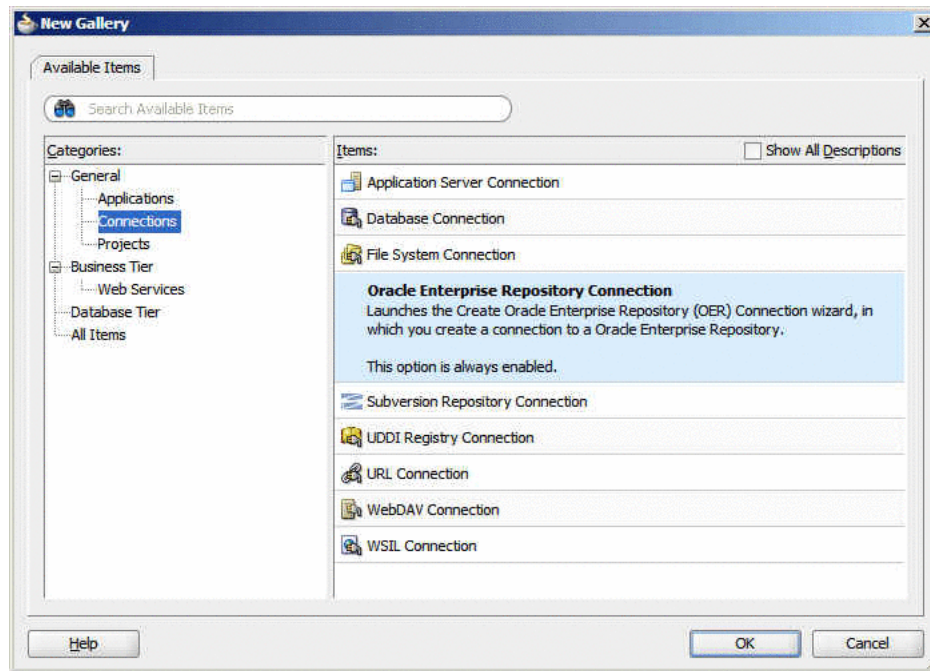 New Gallery
Available Items
Search Available Items
Categories:
General
Applications
Connections
Projects
Business Tier
Web Services
Database Tier
All Items
Items:
Show All Descriptions
Application Server Connection
Database Connection
File System Connection
Oracle Enterprise Repository Connection
Launches the Create Oracle Enterprise Repository (OER) Connection wizard, in
which you create a connection to a Oracle Enterprise Repository.
This option is always enabled.
Subversion Repository Connection
UDDI Registry Connection
URL Connection
WebDAV Connection
WSIL Connection
Help
OK
Cancel